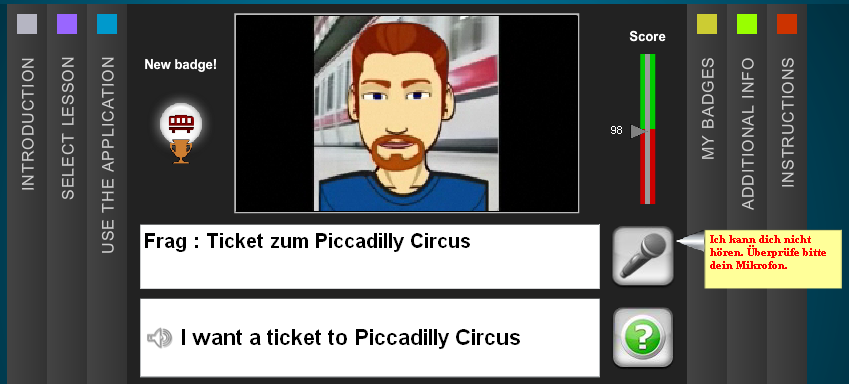 INTRODUCTION
SELECT LESSON
USE THE APPLICATION
New badge!
Score
98
MY BADGES
ADDITIONAL INFO
INSTRUCTIONS
Frag : Ticket zum Piccadilly Circus
Ich kann dich nicht
hören. Überprüfe bitte
dein Mikrofon.
I want a ticket to Piccadilly Circus
?